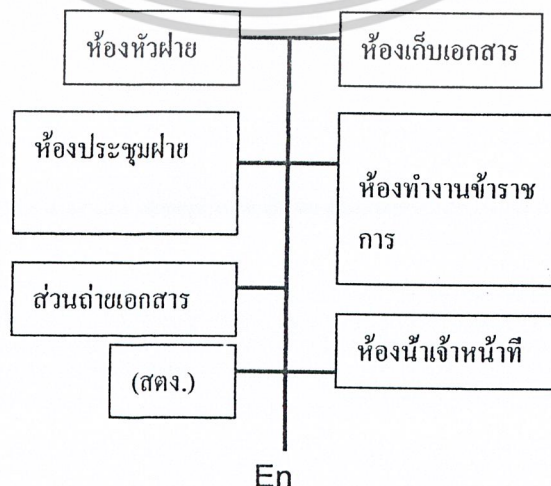 ห้องหัวฝ่าย
ห้องเก็บเอกสาร
ห้องประชุมฝ่าย
ห้องทำงานข้าราช
การ
ส่วนถ่ายเอกสาร
ห้องน้ำเจ้าหน้าที่
(สตง.)
En